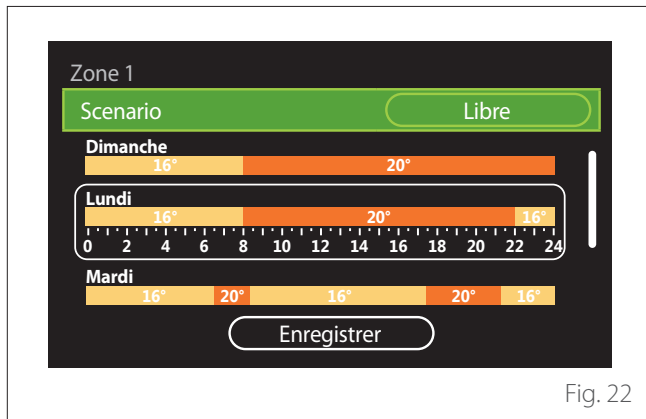 Zone 1
Scenario Libre
Dimanche
16° 20°
Lundi
16° 20° 16°
0 2 4 6 8 10 12 14 16 18 20 22 24
Mardi
16° 20° 16° 20° 16°
Enregistrer
Fig. 22